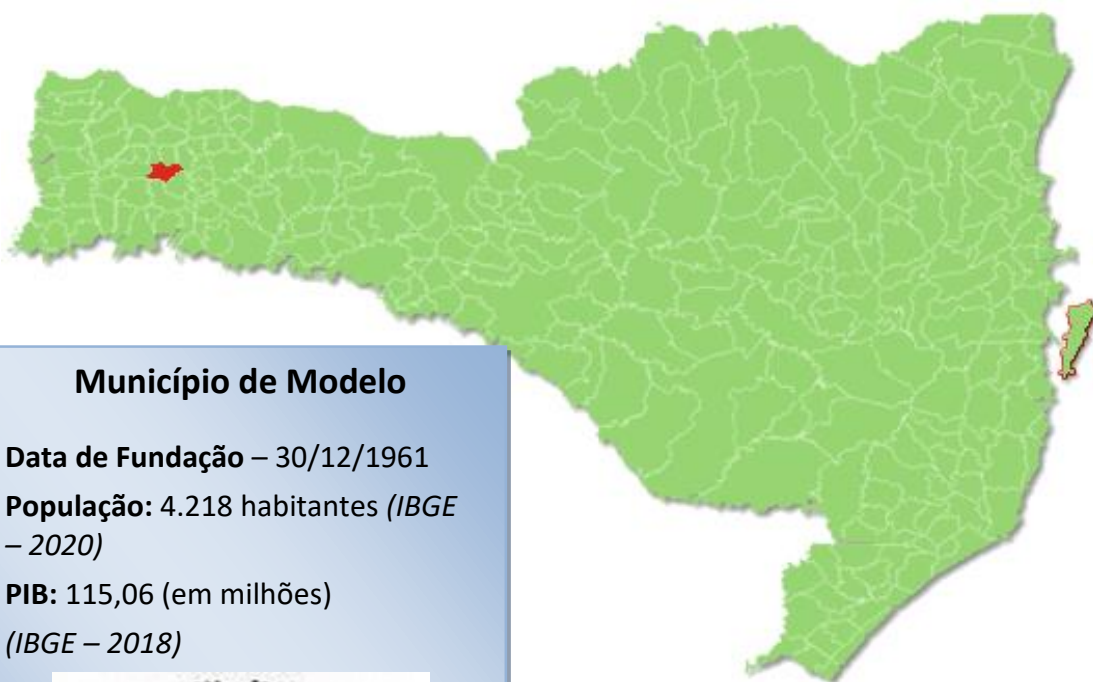 Município de Modelo
Data de Fundação – 30/12/1961
População: 4.218 habitantes (IBGE
– 2020)
PIB: 115,06 (em milhões)
(IBGE – 2018)